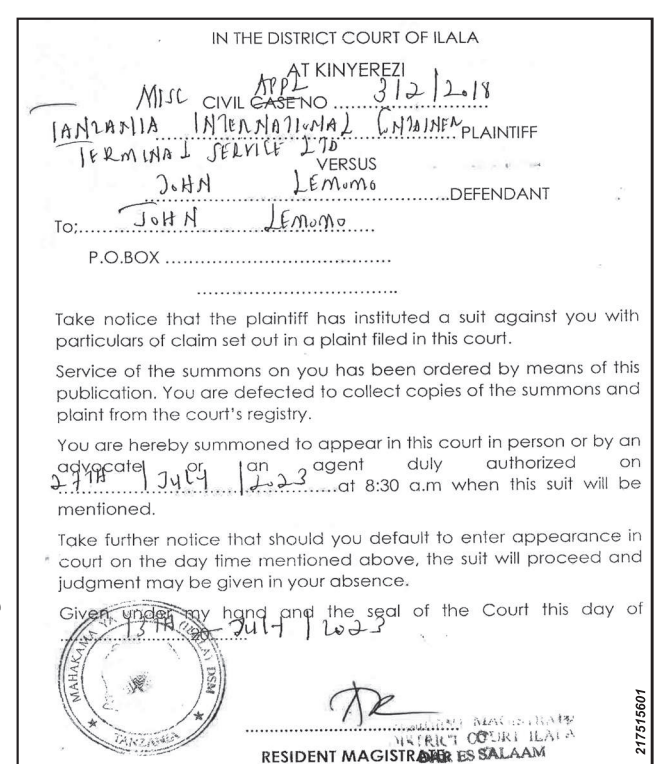 IN THE DISTRICT COURT OF ILALA
AT KINYEREZI
MISC CIVIL CASE APPL NO ..........312/2018
TANZANIA INTERNATIONAL CONTAINER PLAINTIFF
TERMINAL SERVICE LTD
VERSUS
JOHN LEMOMO DEFENDANT
To;.....JOHN LEMOMO.....
P.O.BOX ......................................
..................................
Take notice that the plaintiff has instituted a suit against you with
particulars of claim set out in a plaint filed in this court.
Service of the summons on you has been ordered by means of this
publication. You are defected to collect copies of the summons and
plaint from the court's registry.
You are hereby summoned to appear in this court in person or by an
advocate or an agent duly authorized on
27TH / JULY / 2023 ......at 8:30 a.m when this suit will be
mentioned.
Take further notice that should you default to enter appearance in
court on the day time mentioned above, the suit will proceed and
judgment may be given in your absence.
Given under my hand and the seal of the Court this day of
13TH JULY / 2023
MAHAKAMA YA (ILALA) DSM
TANZANIA
MAGISTRATE
DISTRICT COURT ILALA
RESIDENT MAGISTRATE
DAR ES SALAAM
217515601